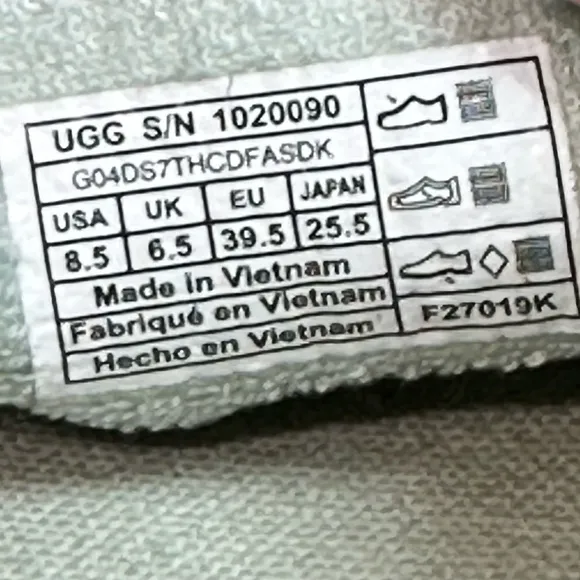 UGG S/N 1020090
G04DS7THCDFASDK
USA UK EU JAPAN
8.5 6.5 39.5 25.5
Made in Vietnam
Fabriqué en Vietnam
Hecho en Vietnam
F27019K